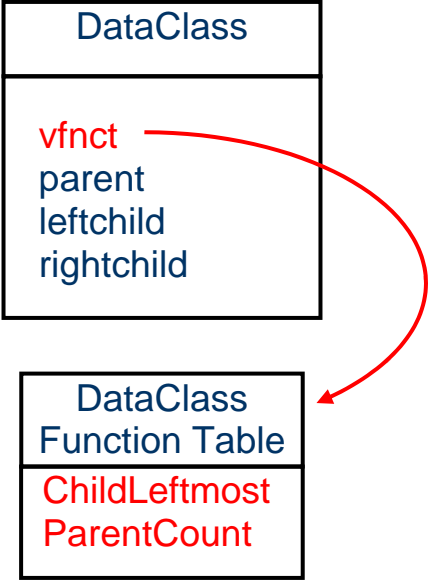 DataClass
vfnct
parent
leftchild
rightchild
DataClass
Function Table
ChildLeftmost
ParentCount